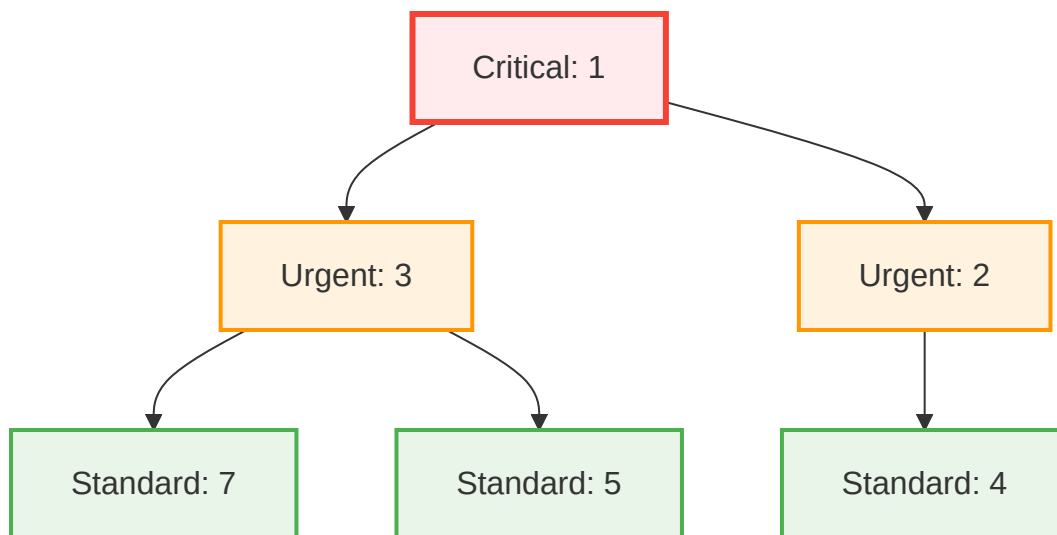 Critical: 1
Urgent: 3
Urgent: 2
Standard: 7
Standard: 5
Standard: 4